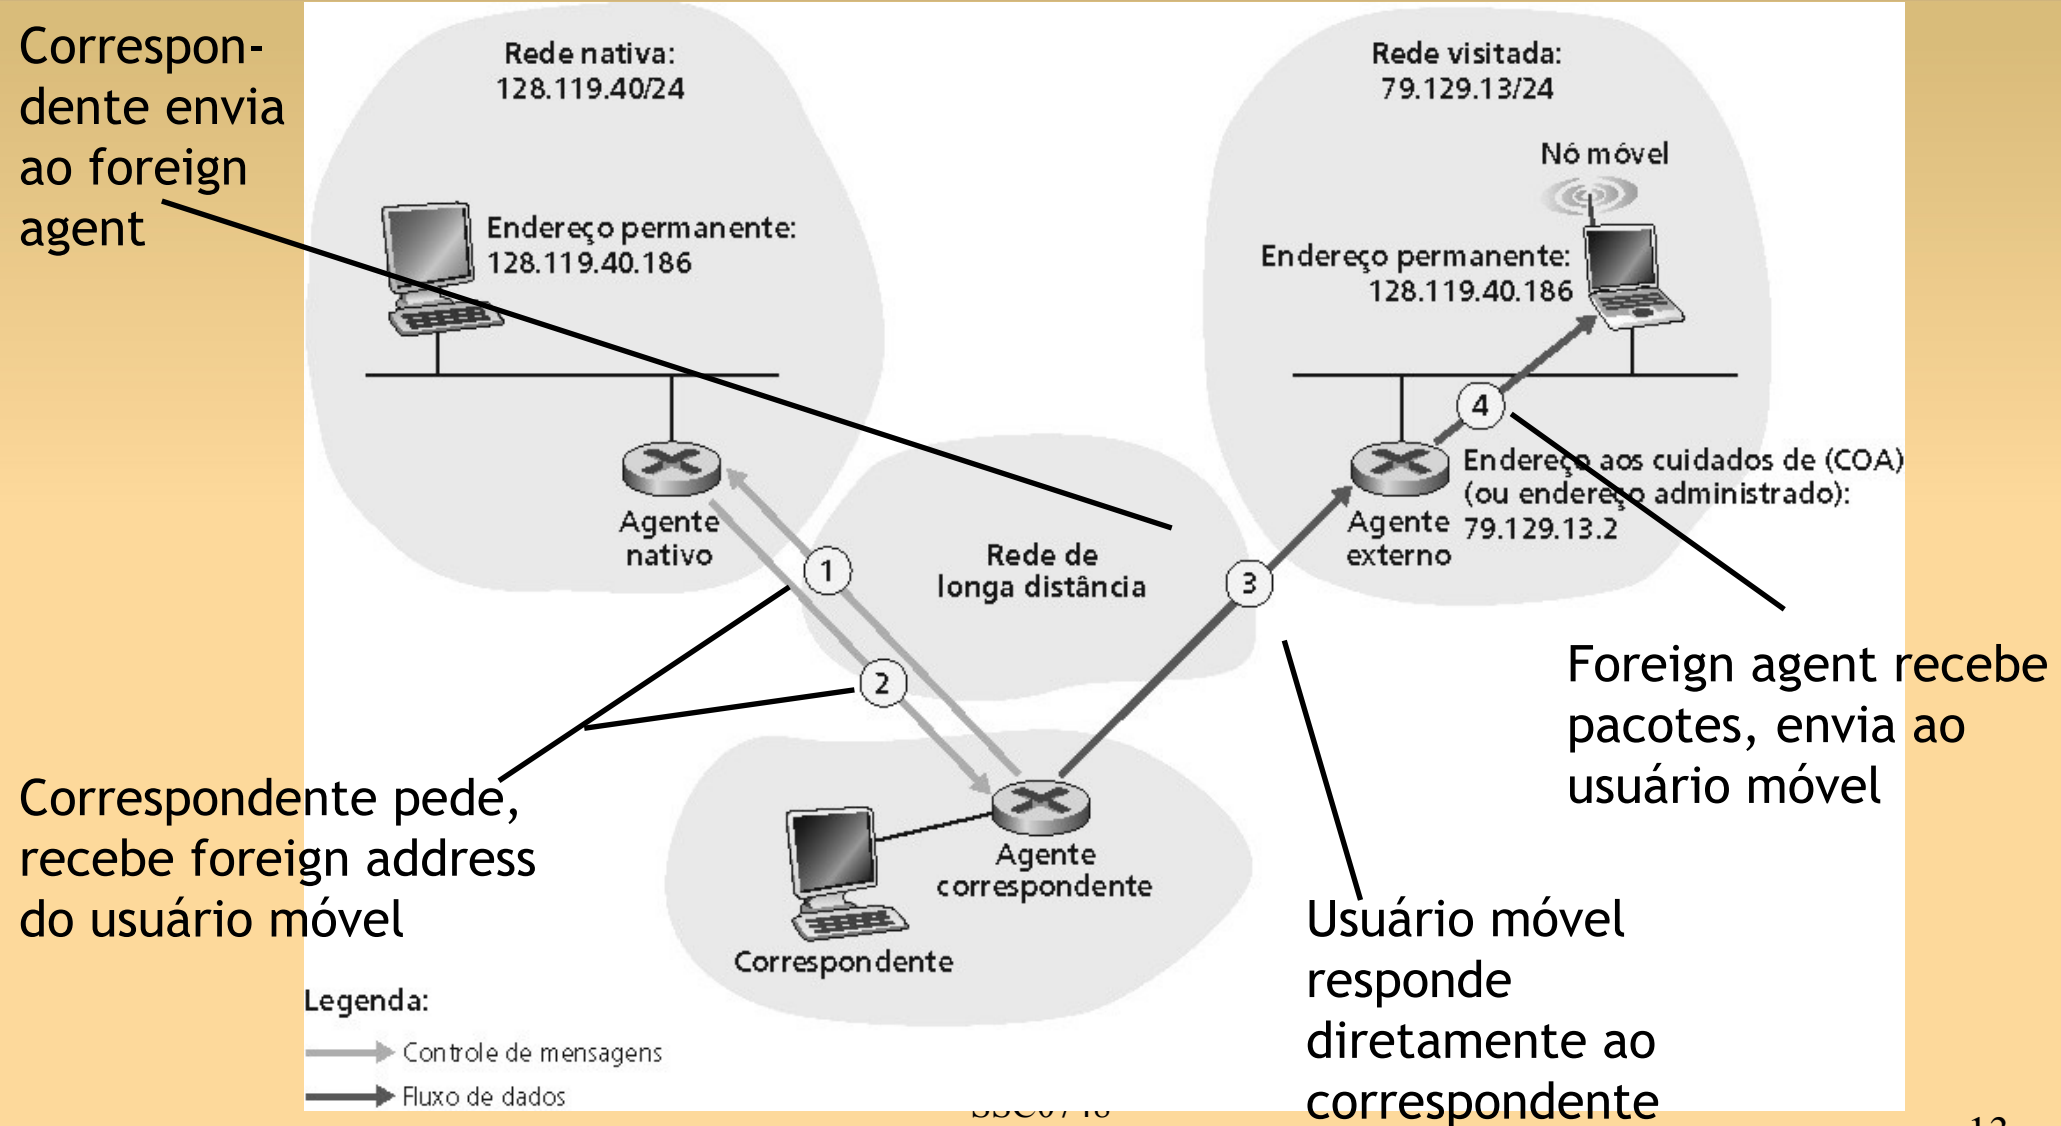 Correspon-
dente envia
ao foreign
agent
Rede nativa:
128.119.40/24
Endereço permanente:
128.119.40.186
Agente
nativo
Rede visitada:
79.129.13/24
Nó móvel
Endereço permanente:
128.119.40.186
4
Endereço aos cuidados de (COA)
(ou endereço administrado):
79.129.13.2
Agente
externo
1
Rede de
longa distância
3
2
Foreign agent recebe
pacotes, envia ao
usuário móvel
Correspondente pede,
recebe foreign address
do usuário móvel
Agente
correspondente
Correspondente
Usuário móvel
responde
diretamente ao
correspondente
Legenda:
Controle de mensagens
Fluxo de dados